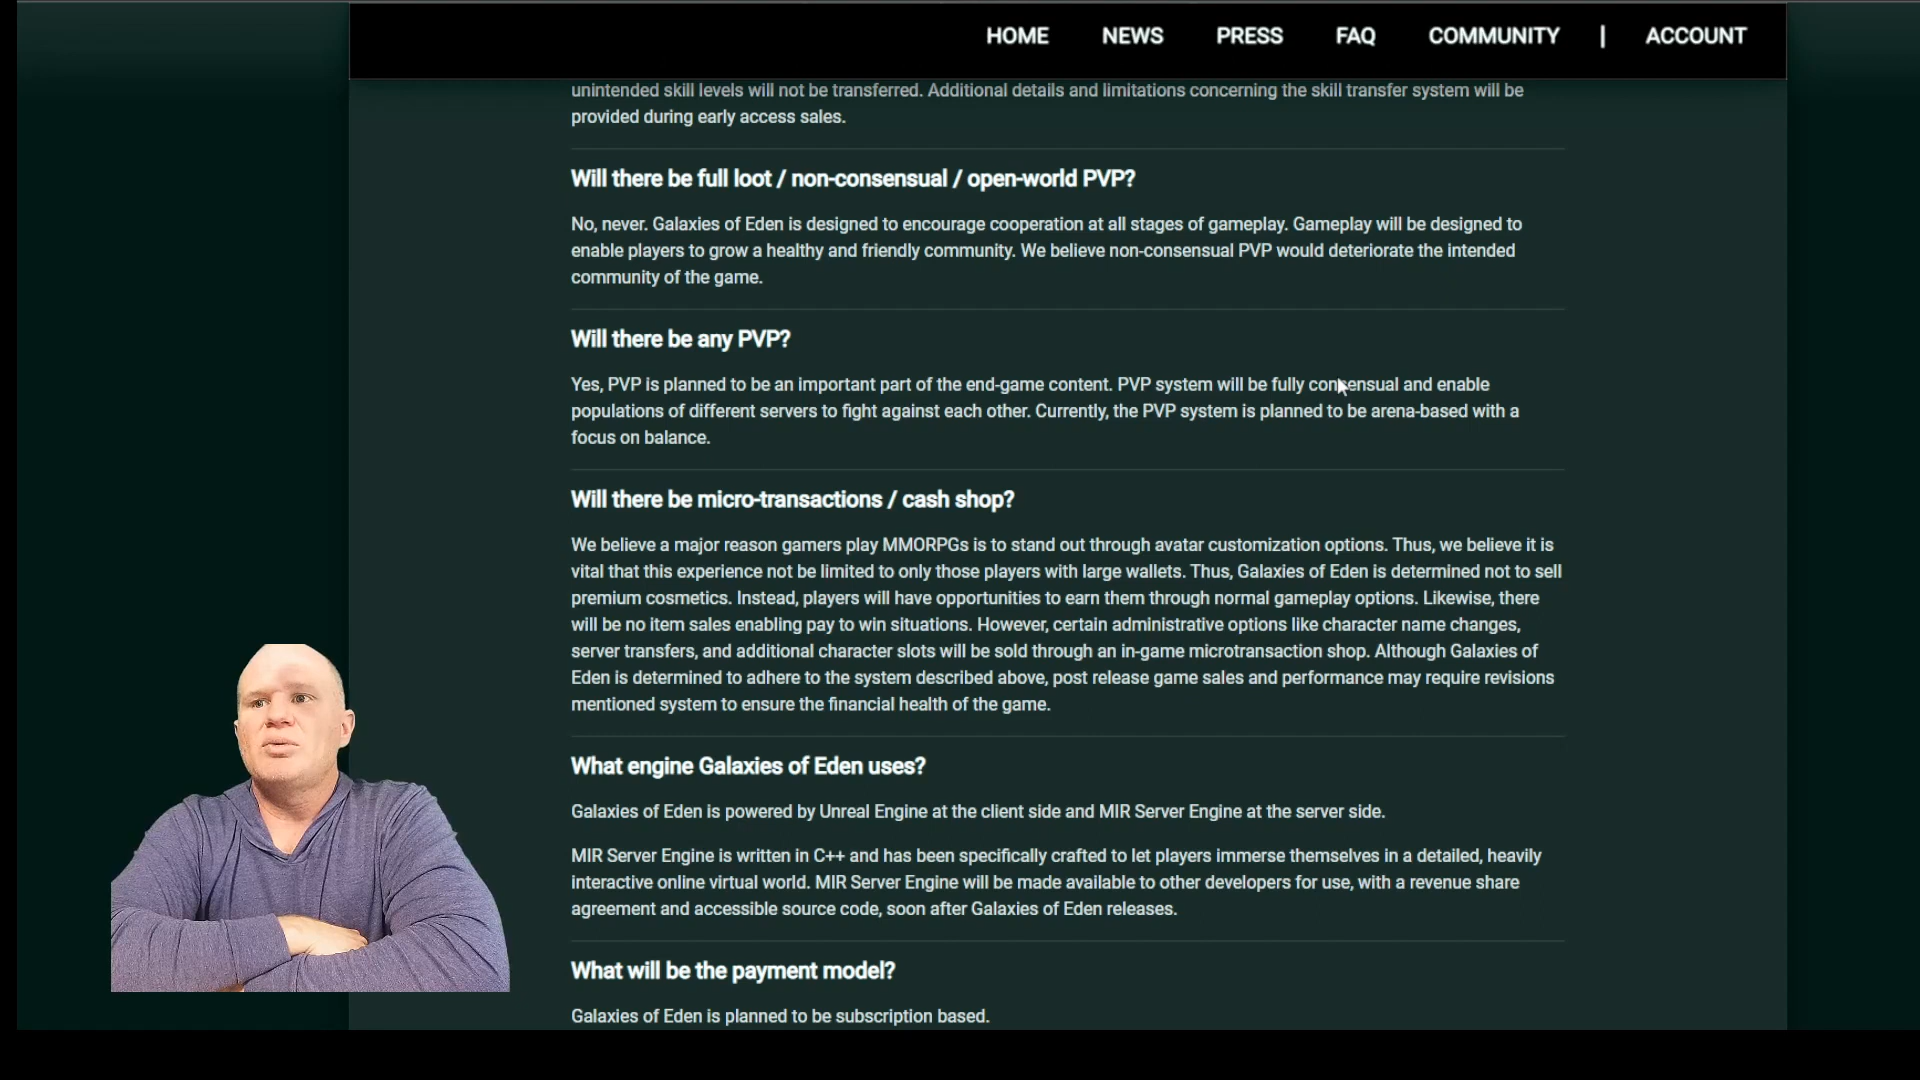 HOME NEWS PRESS FAQ COMMUNITY | ACCOUNT
unintended skill levels will not be transferred. Additional details and limitations concerning the skill transfer system will be
provided during early access sales.
Will there be full loot / non-consensual / open-world PVP?
No, never. Galaxies of Eden is designed to encourage cooperation at all stages of gameplay. Gameplay will be designed to
enable players to grow a healthy and friendly community. We believe non-consensual PVP would deteriorate the intended
community of the game.
Will there be any PVP?
Yes, PVP is planned to be an important part of the end-game content. PVP system will be fully consensual and enable
populations of different servers to fight against each other. Currently, the PVP system is planned to be arena-based with a
focus on balance.
Will there be micro-transactions / cash shop?
We believe a major reason gamers play MMORPGs is to stand out through avatar customization options. Thus, we believe it is
vital that this experience not be limited to only those players with large wallets. Thus, Galaxies of Eden is determined not to sell
premium cosmetics. Instead, players will have opportunities to earn them through normal gameplay options. Likewise, there
will be no item sales enabling pay to win situations. However, certain administrative options like character name changes,
server transfers, and additional character slots will be sold through an in-game microtransaction shop. Although Galaxies of
Eden is determined to adhere to the system described above, post release game sales and performance may require revisions
mentioned system to ensure the financial health of the game.
What engine Galaxies of Eden uses?
Galaxies of Eden is powered by Unreal Engine at the client side and MIR Server Engine at the server side.
MIR Server Engine is written in C++ and has been specifically crafted to let players immerse themselves in a detailed, heavily
interactive online virtual world. MIR Server Engine will be made available to other developers for use, with a revenue share
agreement and accessible source code, soon after Galaxies of Eden releases.
What will be the payment model?
Galaxies of Eden is planned to be subscription based.